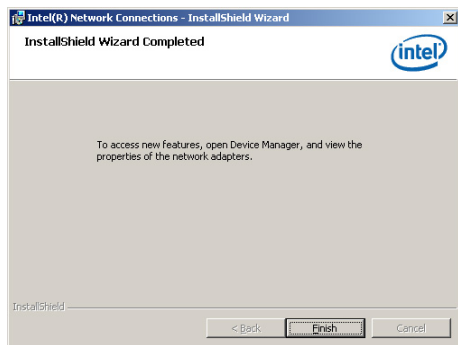 Intel(R) Network Connections - InstallShield Wizard
InstallShield Wizard Completed
intel
To access new features, open Device Manager, and view the
properties of the network adapters.
InstallShield
< Back
Finish
Cancel